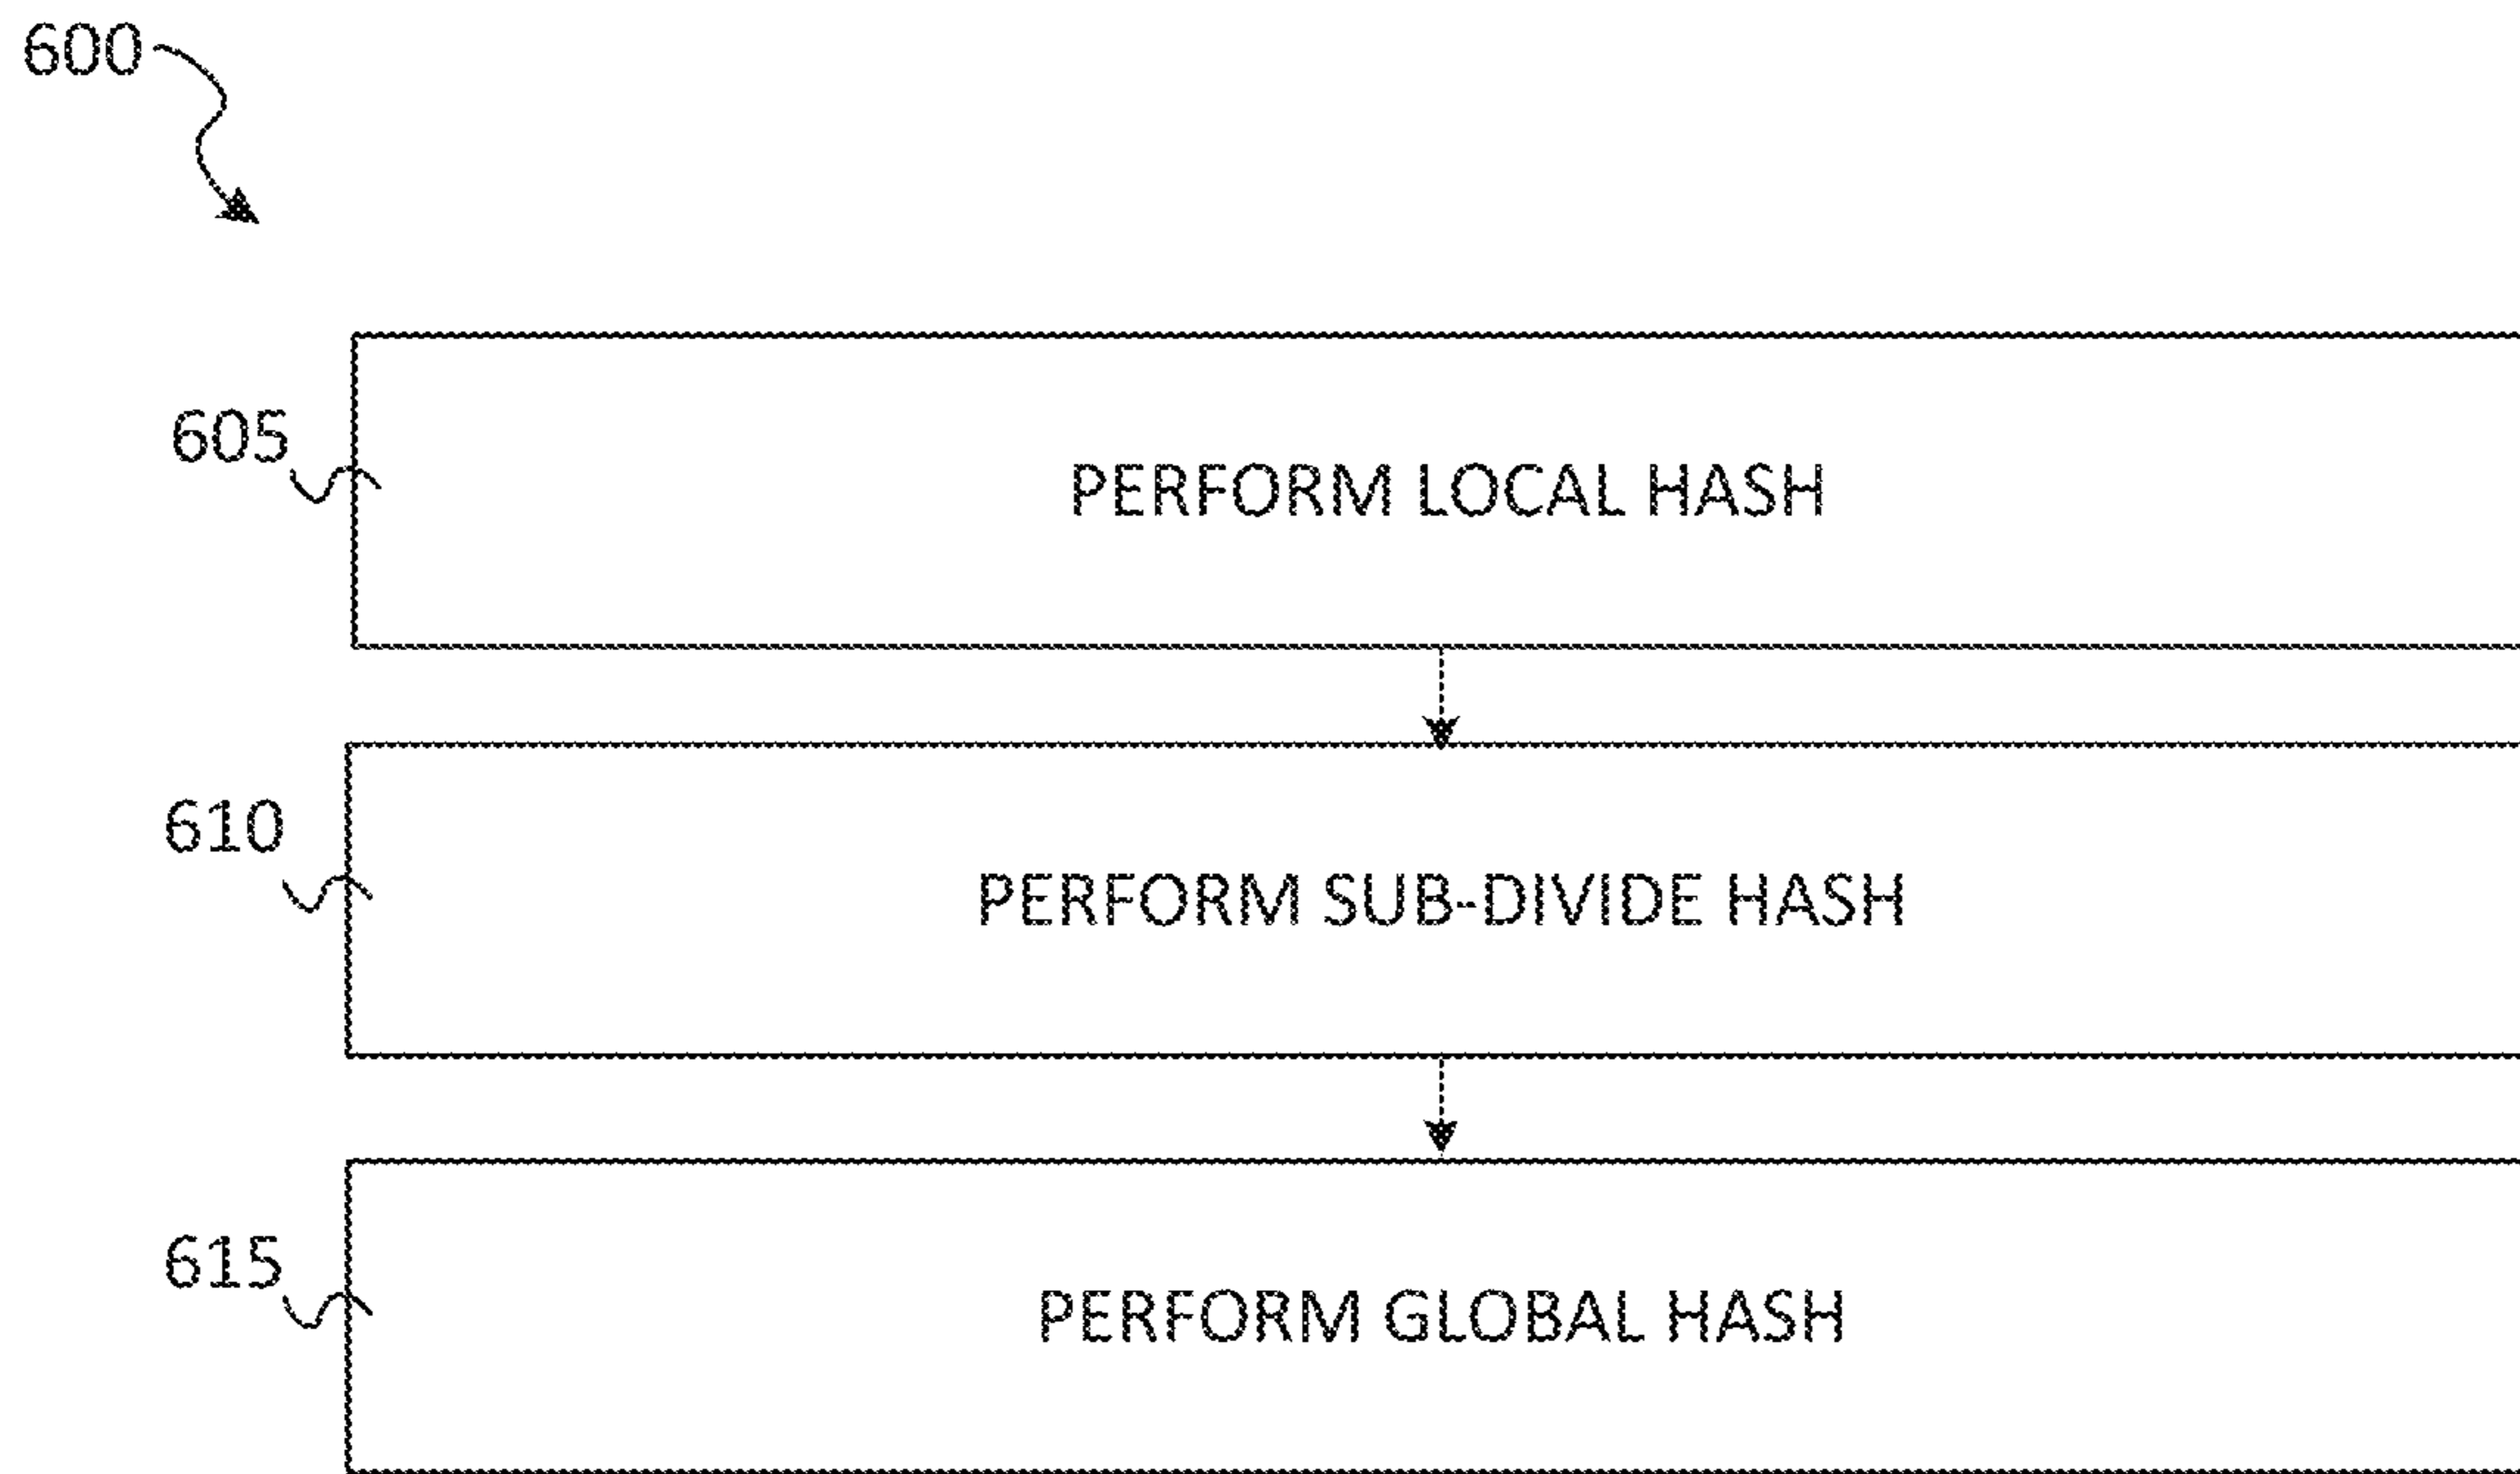 600
605
PERFORM LOCAL HASH
610
PERFORM SUB-DIVIDE HASH
615
PERFORM GLOBAL HASH